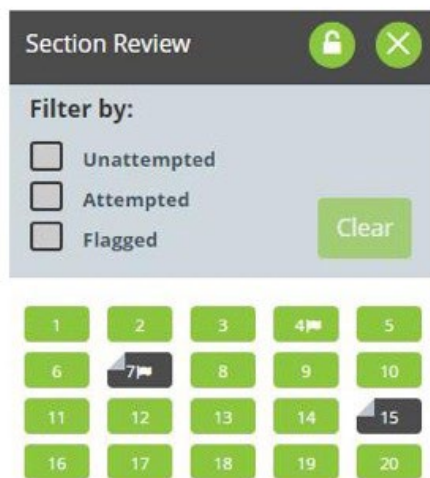 Section Review
Filter by:
Unattempted
Attempted
Flagged
Clear
1 2 3 4 5
6 7 8 9 10
11 12 13 14 15
16 17 18 19 20